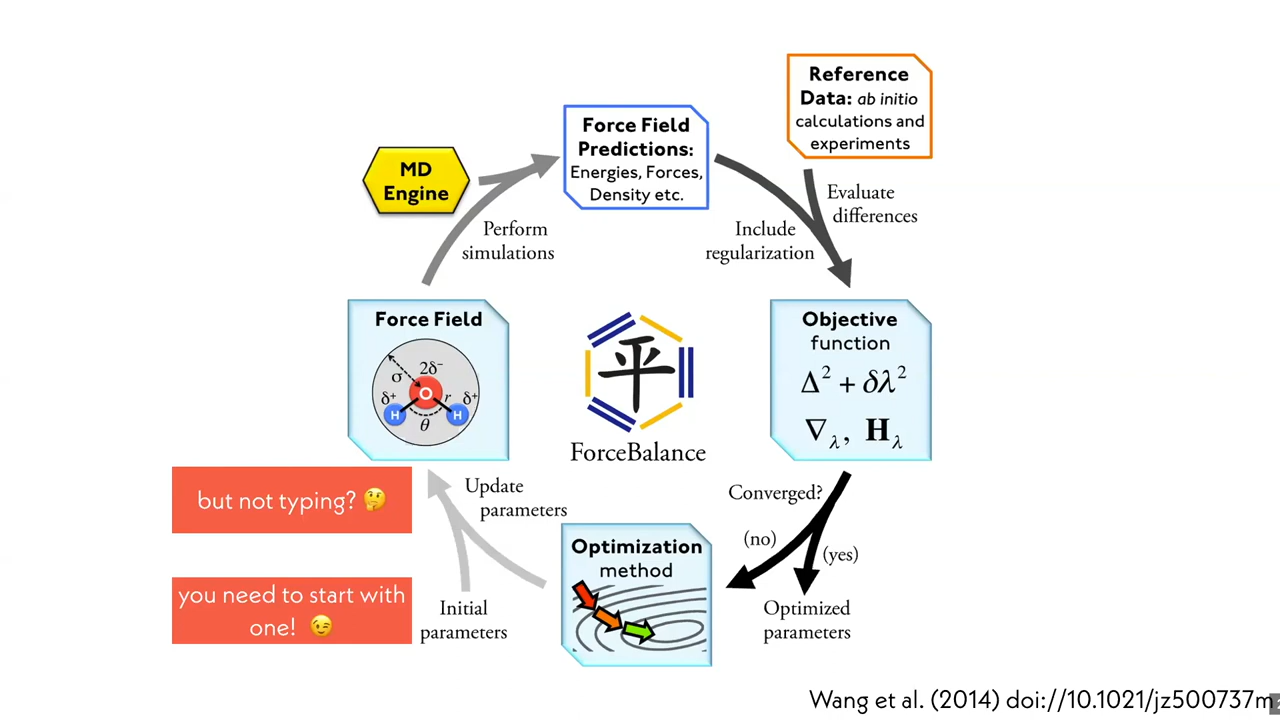 Reference
Data: ab initio
calculations and
experiments
Force Field
Predictions:
Energies, Forces,
Density etc.
MD
Engine
Evaluate
differences
Perform
simulations
Include
regularization
Force Field
σ
2δ⁻
O
δ⁺
r
δ⁺
H
H
θ
平
ForceBalance
Objective
function
Δ² + δλ²
∇λ, Hλ
but not typing? 🤔
Update
parameters
Converged?
(no)
(yes)
Optimization
method
you need to start with
one! 😉
Initial
parameters
Optimized
parameters
Wang et al. (2014) doi://10.1021/jz500737m